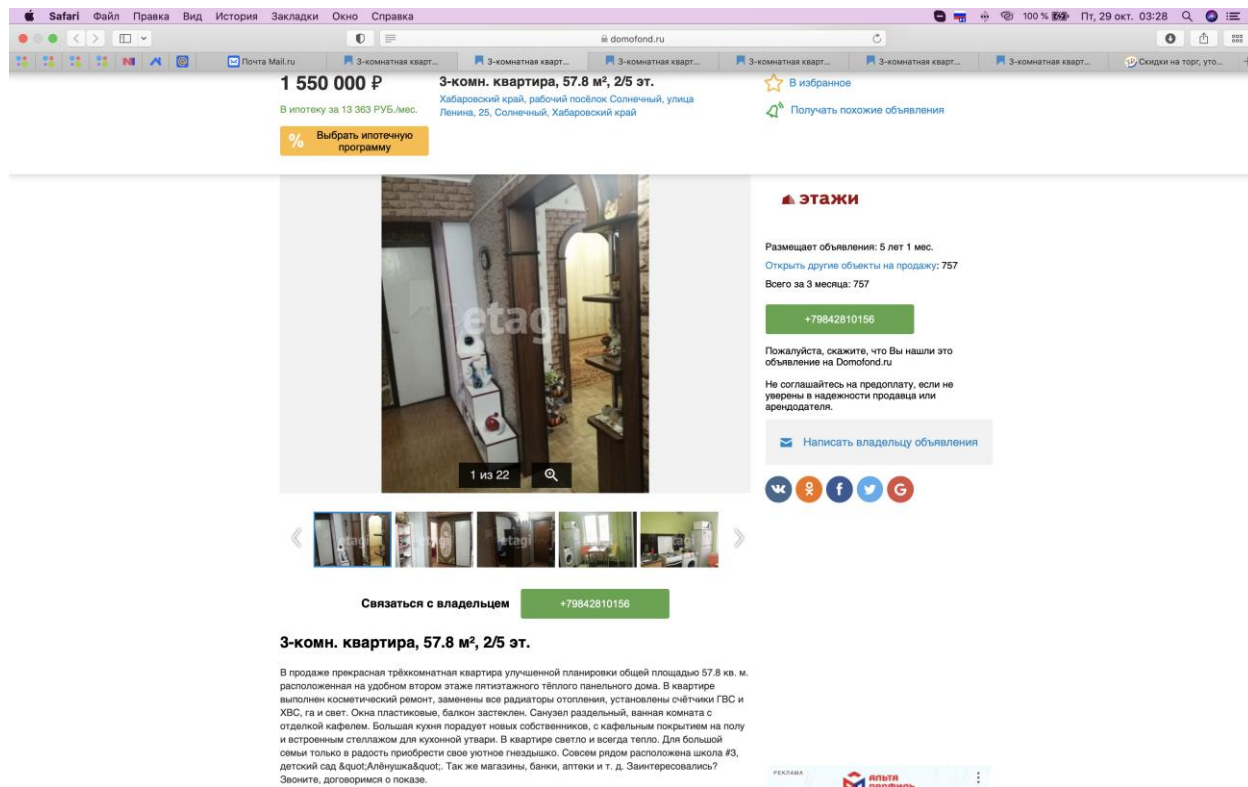 Safari Файл Правка Вид История Закладки Окно Справка
100 % Пт, 29 окт. 03:28
domofond.ru
Почта Mail.ru
3-комнатная кварт...
3-комнатная кварт...
3-комнатная кварт...
3-комнатная кварт...
3-комнатная кварт...
3-комнатная кварт...
Скидки на торг, уто...
1 550 000 ₽
В ипотеку за 13 363 РУБ./мес.
% Выбрать ипотечную
программу
3-комн. квартира, 57.8 м², 2/5 эт.
Хабаровский край, рабочий посёлок Солнечный, улица
Ленина, 25, Солнечный, Хабаровский край
В избранное
Получать похожие объявления
etagi
1 из 22
этажи
Размещает объявления: 5 лет 1 мес.
Открыть другие объекты на продажу: 757
Всего за 3 месяца: 757
+79842810156
Пожалуйста, скажите, что Вы нашли это
объявление на Domofond.ru
Не соглашайтесь на предоплату, если не
уверены в надежности продавца или
арендодателя.
Написать владельцу объявления
Связаться с владельцем
+79842810156
3-комн. квартира, 57.8 м², 2/5 эт.
В продаже прекрасная трёхкомнатная квартира улучшенной планировки общей площадью 57.8 кв. м.
расположенная на удобном втором этаже пятиэтажного тёплого панельного дома. В квартире
выполнен косметический ремонт, заменены все радиаторы отопления, установлены счётчики ГВС и
ХВС, га и свет. Окна пластиковые, балкон застеклен. Санузел раздельный, ванная комната с
отделкой кафелем. Большая кухня порадует новых собственников, с кафельным покрытием на полу
и встроенным стеллажом для кухонной утвари. В квартире светло и всегда тепло. Для большой
семьи только в радость приобрести свое уютное гнездышко. Совсем рядом расположена школа #3,
детский сад &quot;Алёнушка&quot;. Так же магазины, банки, аптеки и т. д. Заинтересовались?
Звоните, договоримся о показе.
РЕКЛАМА
альта